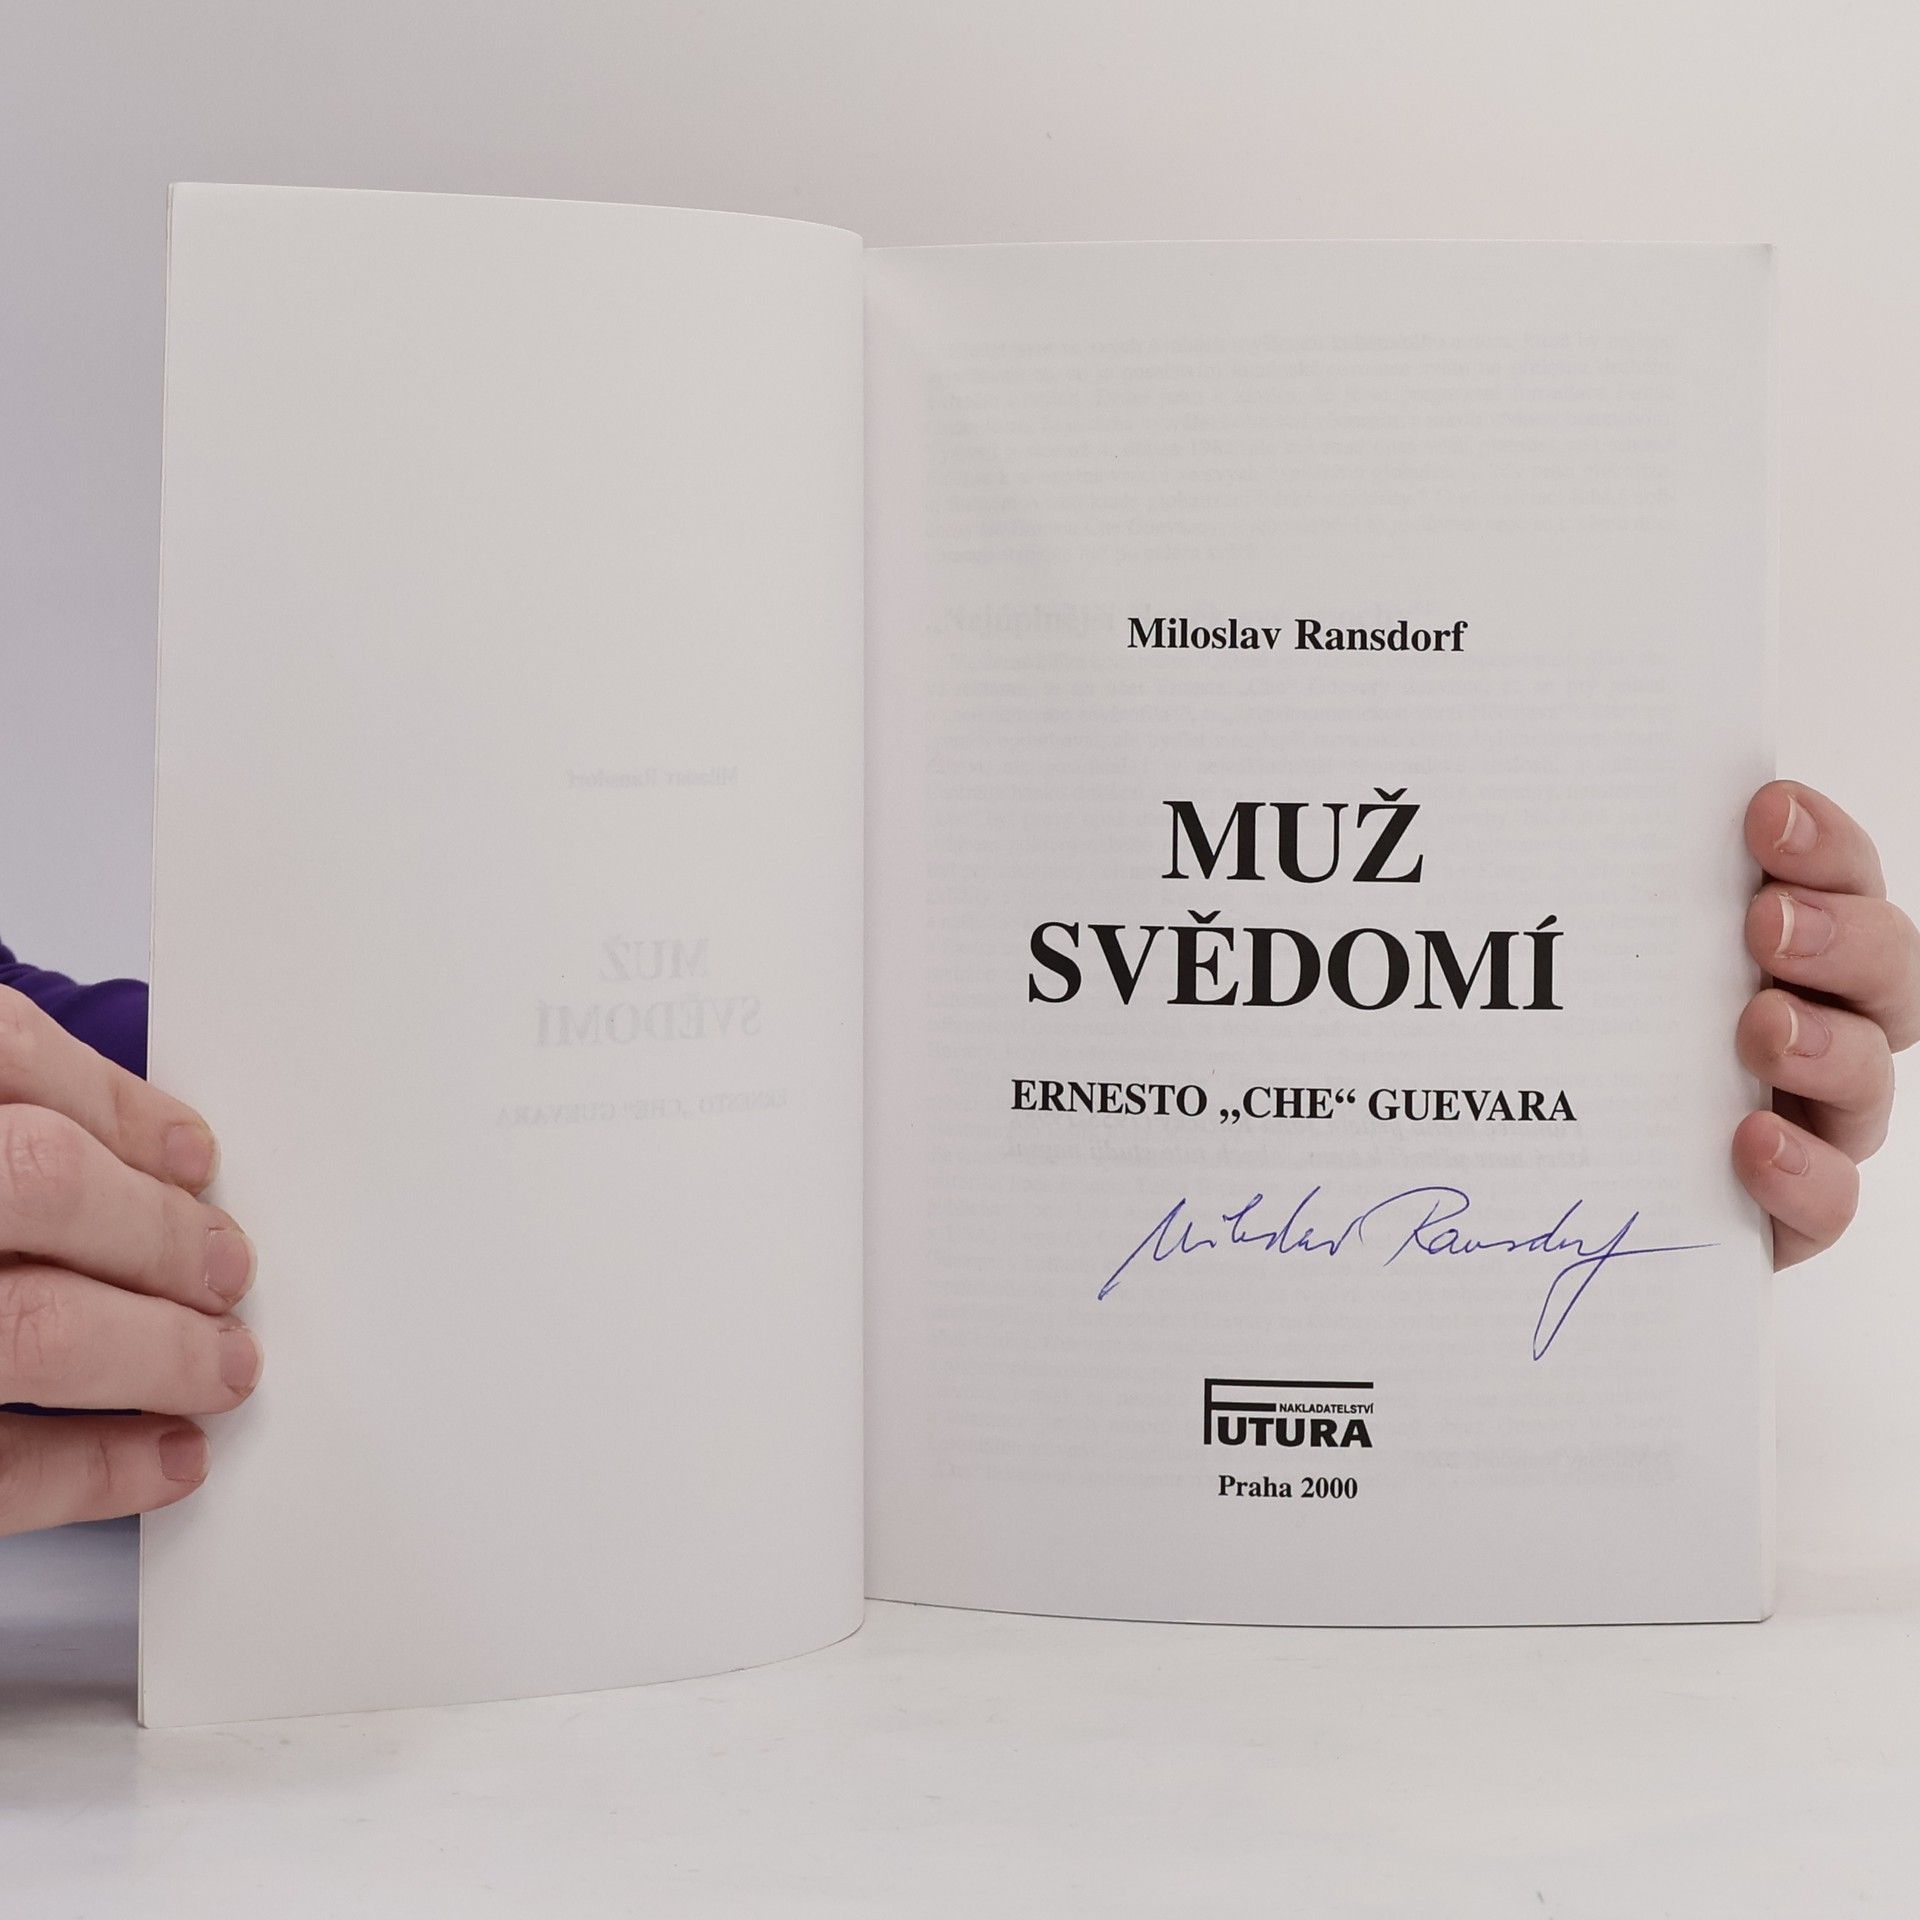 Miloslav Ransdorf
MUŽ
SVĚDOMÍ
ERNESTO „CHE“ GUEVARA
Miloslav Ransdorf
NAKLADATELSTVÍ
FUTURA
Praha 2000